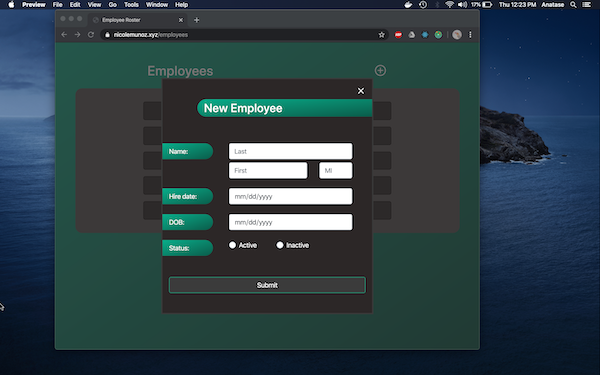 Preview File Edit View Go Tools Window Help 17% Thu 12:23 PM Anatase
Employee Roster
nicolemunoz.xyz/employees
Employees
New Employee
Name: Last
First MI
Hire date: mm/dd/yyyy
DOB: mm/dd/yyyy
Status: Active Inactive
Submit